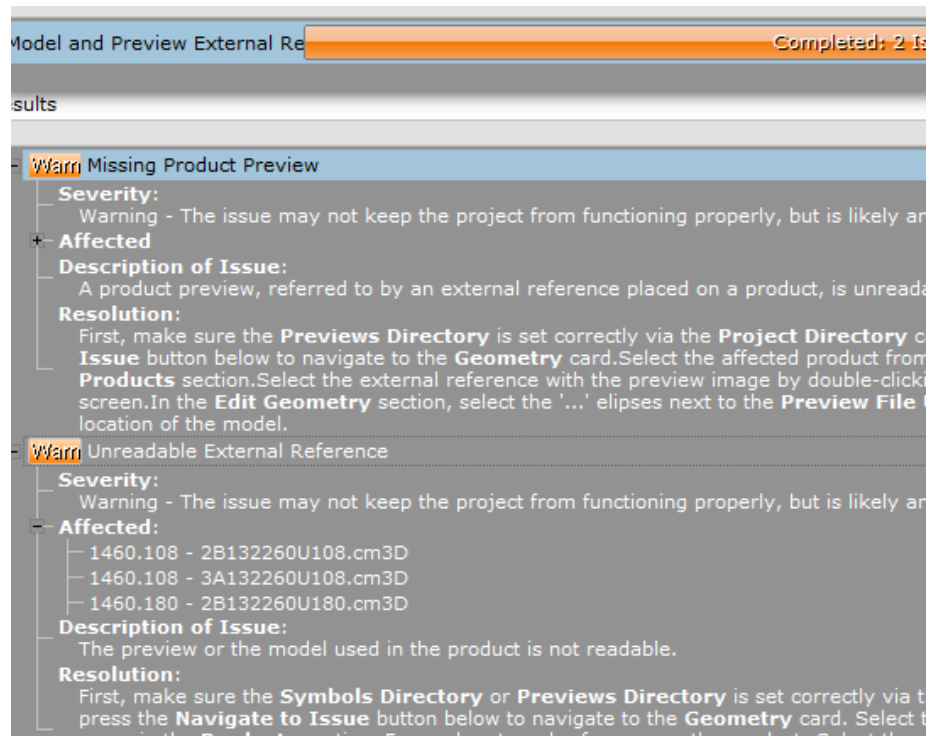 Model and Preview External Re
Completed: 2 Is
sults
Warn Missing Product Preview
Severity:
Warning - The issue may not keep the project from functioning properly, but is likely an
Affected
Description of Issue:
A product preview, referred to by an external reference placed on a product, is unreada
Resolution:
First, make sure the Previews Directory is set correctly via the Project Directory c
Issue button below to navigate to the Geometry card.Select the affected product from
Products section.Select the external reference with the preview image by double-clicki
screen.In the Edit Geometry section, select the '...' elipses next to the Preview File
location of the model.
Warn Unreadable External Reference
Severity:
Warning - The issue may not keep the project from functioning properly, but is likely an
Affected:
1460.108 - 2B132260U108.cm3D
1460.108 - 3A132260U108.cm3D
1460.180 - 2B132260U180.cm3D
Description of Issue:
The preview or the model used in the product is not readable.
Resolution:
First, make sure the Symbols Directory or Previews Directory is set correctly via t
press the Navigate to Issue button below to navigate to the Geometry card. Select t